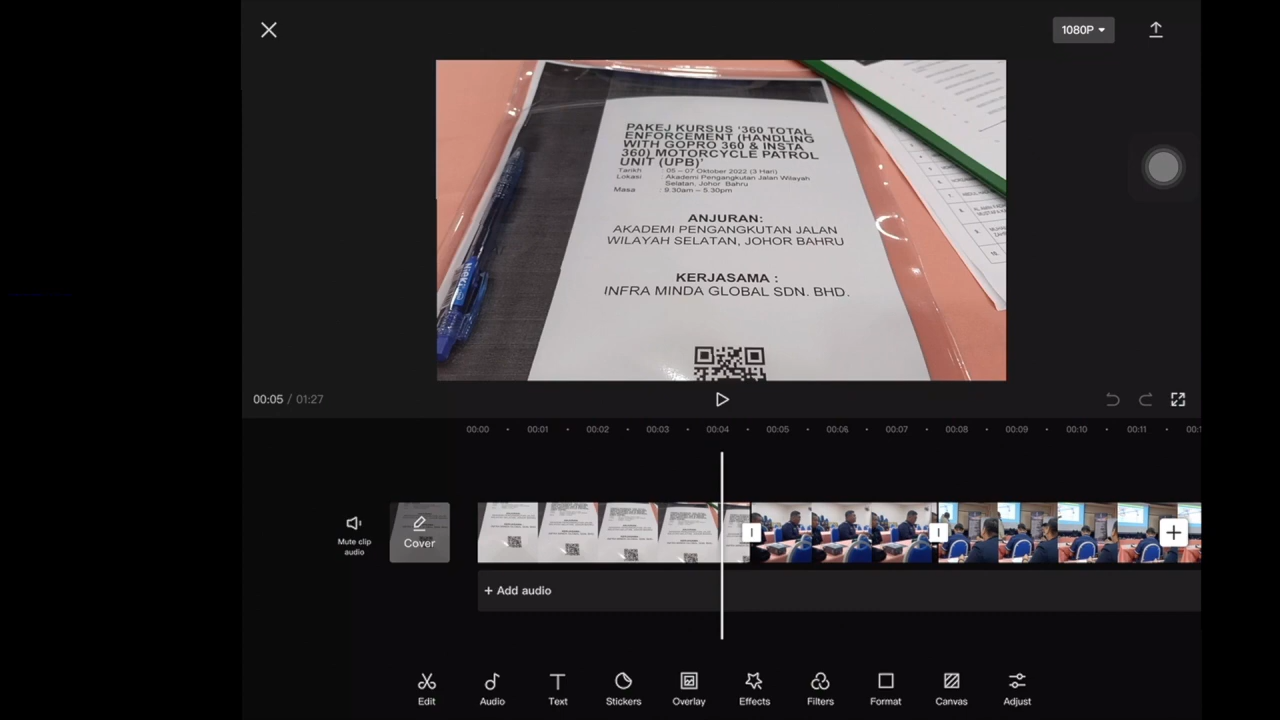 1080P
PAKEJ KURSUS '360 TOTAL
ENFORCEMENT (HANDLING
WITH GOPRO 360 & INSTA
360) MOTORCYCLE PATROL
UNIT (UPB)'
Tarikh : 05 – 07 Oktober 2022 (3 Hari)
Lokasi : Akademi Pengangkutan Jalan Wilayah
Selatan, Johor Bahru
Masa : 9.30am – 5.30pm
ANJURAN:
AKADEMI PENGANGKUTAN JALAN
WILAYAH SELATAN, JOHOR BAHRU
KERJASAMA :
INFRA MINDA GLOBAL SDN. BHD.
00:05 / 01:27
00:00 00:01 00:02 00:03 00:04 00:05 00:06 00:07 00:08 00:09 00:10 00:11
Mute clip
audio
Cover
+ Add audio
Edit Audio Text Stickers Overlay Effects Filters Format Canvas Adjust